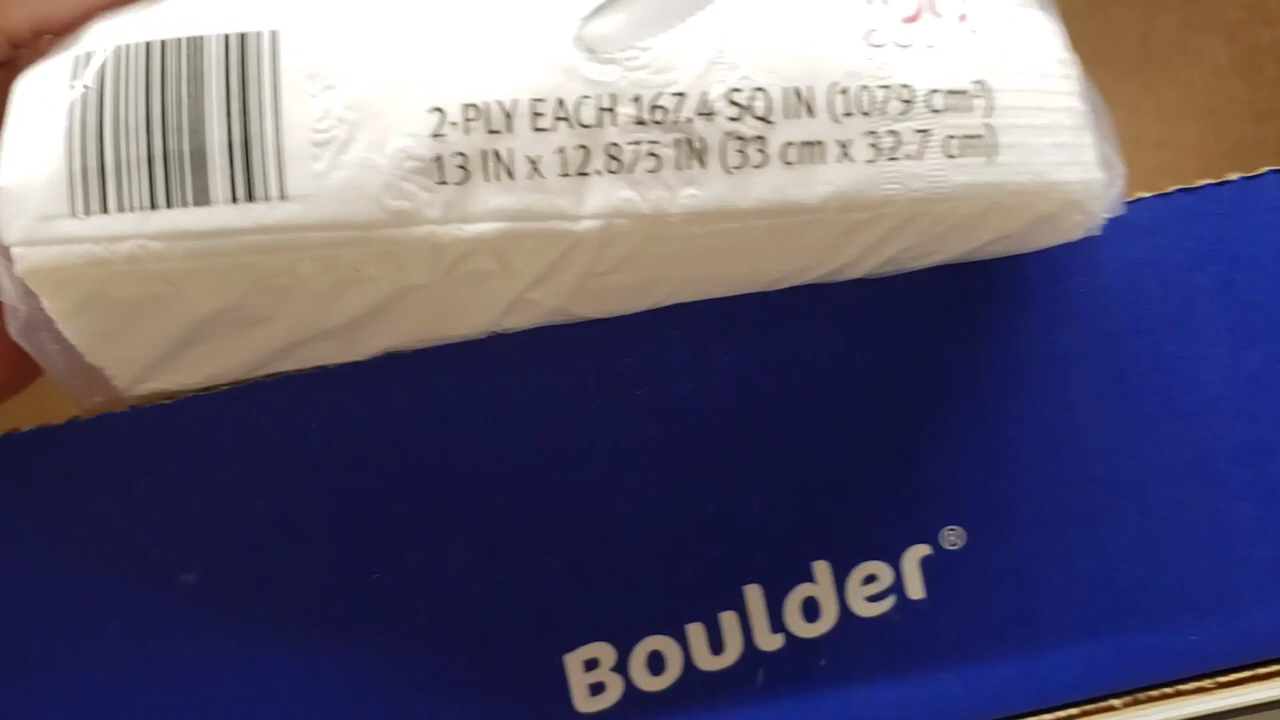 2-PLY EACH 167.4 SQ IN (1079 cm²)
13 IN x 12.875 IN (33 cm x 32.7 cm)
Boulder®